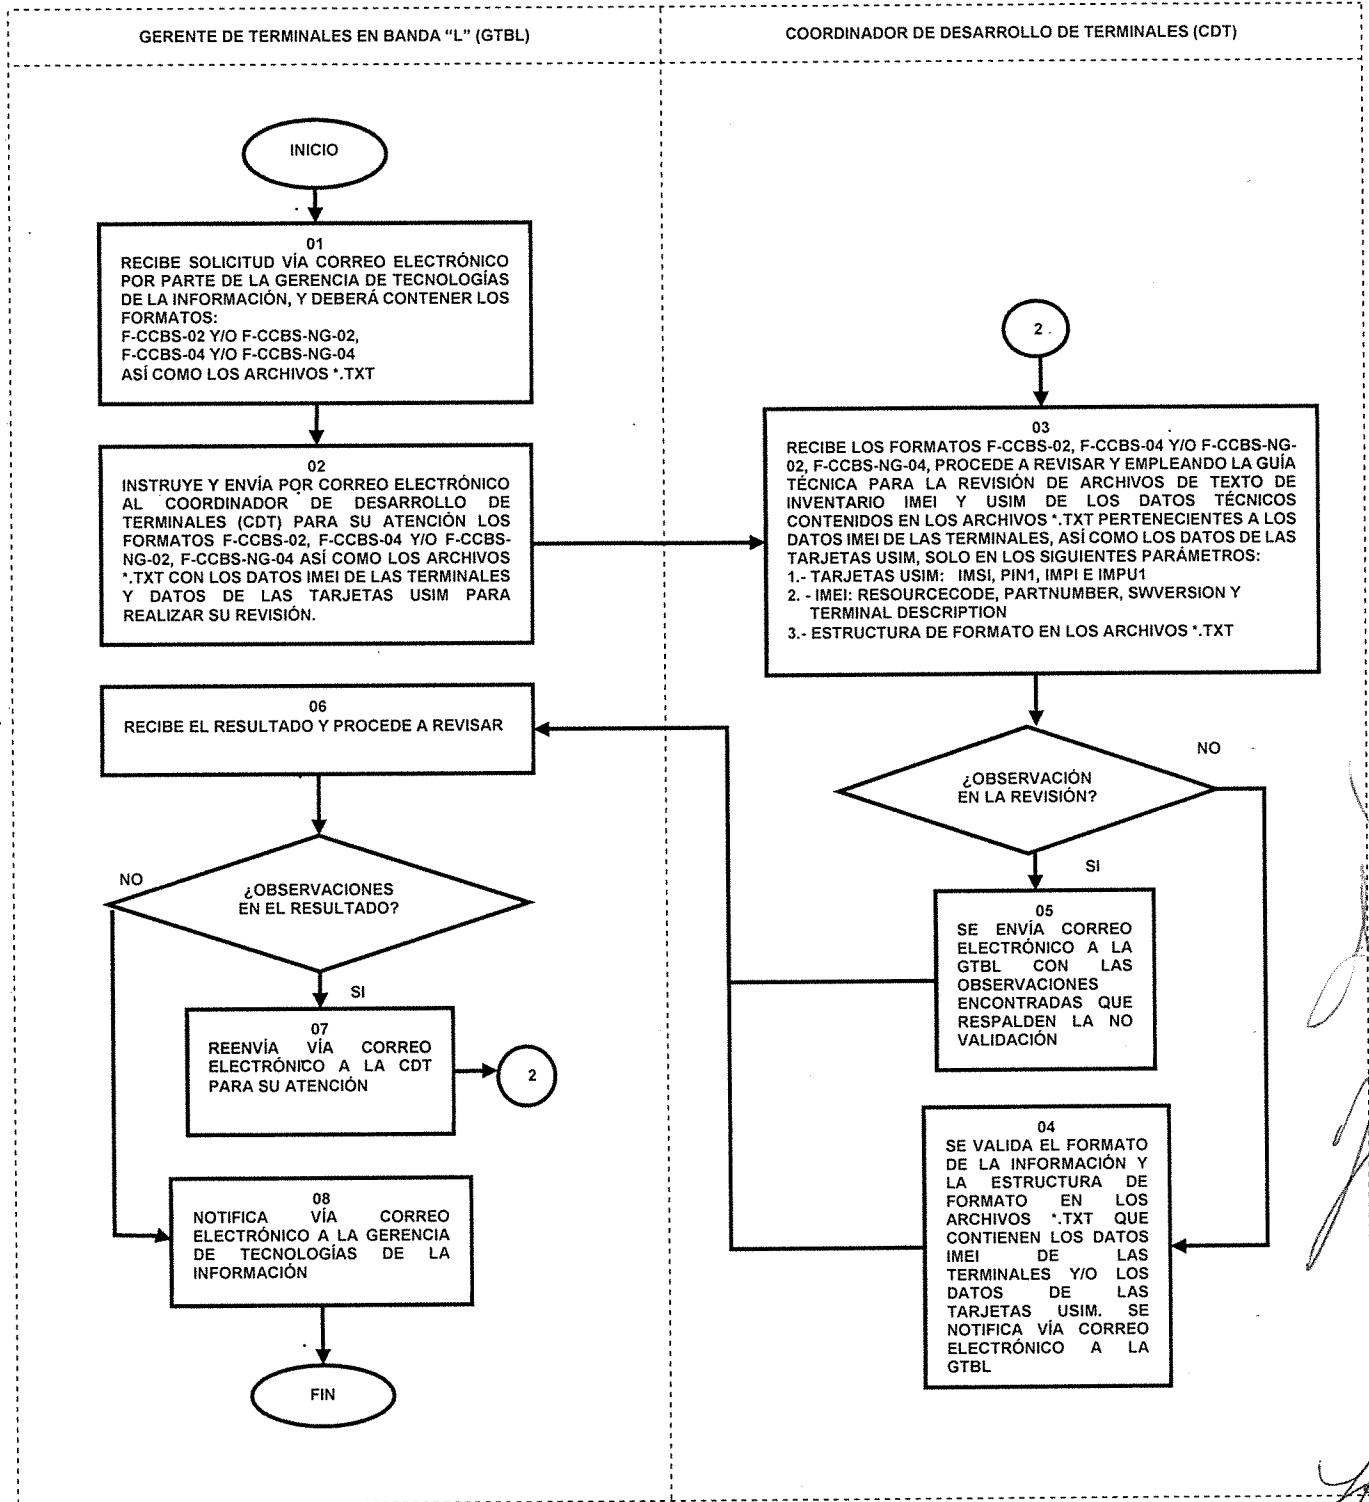 GERENTE DE TERMINALES EN BANDA "L" (GTBL)
COORDINADOR DE DESARROLLO DE TERMINALES (CDT)
INICIO
01
RECIBE SOLICITUD VÍA CORREO ELECTRÓNICO
POR PARTE DE LA GERENCIA DE TECNOLOGÍAS
DE LA INFORMACIÓN, Y DEBERÁ CONTENER LOS
FORMATOS:
F-CCBS-02 Y/O F-CCBS-NG-02,
F-CCBS-04 Y/O F-CCBS-NG-04
ASÍ COMO LOS ARCHIVOS *.TXT
02
INSTRUYE Y ENVÍA POR CORREO ELECTRÓNICO
AL COORDINADOR DE DESARROLLO DE
TERMINALES (CDT) PARA SU ATENCIÓN LOS
FORMATOS F-CCBS-02, F-CCBS-04 Y/O F-CCBS-
NG-02, F-CCBS-NG-04 ASÍ COMO LOS ARCHIVOS
*.TXT CON LOS DATOS IMEI DE LAS TERMINALES
Y DATOS DE LAS TARJETAS USIM PARA
REALIZAR SU REVISIÓN.
2
03
RECIBE LOS FORMATOS F-CCBS-02, F-CCBS-04 Y/O F-CCBS-NG-
02, F-CCBS-NG-04, PROCEDE A REVISAR Y EMPLEANDO LA GUÍA
TÉCNICA PARA LA REVISIÓN DE ARCHIVOS DE TEXTO DE
INVENTARIO IMEI Y USIM DE LOS DATOS TÉCNICOS
CONTENIDOS EN LOS ARCHIVOS *.TXT PERTENECIENTES A LOS
DATOS IMEI DE LAS TERMINALES, ASÍ COMO LOS DATOS DE LAS
TARJETAS USIM, SOLO EN LOS SIGUIENTES PARÁMETROS:
1.- TARJETAS USIM: IMSI, PIN1, IMPI E IMPU1
2. - IMEI: RESOURCECODE, PARTNUMBER, SWVERSION Y
TERMINAL DESCRIPTION
3.- ESTRUCTURA DE FORMATO EN LOS ARCHIVOS *.TXT
¿OBSERVACIÓN
EN LA REVISIÓN?
NO
SI
05
SE ENVÍA CORREO
ELECTRÓNICO A LA
GTBL CON LAS
OBSERVACIONES
ENCONTRADAS QUE
RESPALDEN LA NO
VALIDACIÓN
04
SE VALIDA EL FORMATO
DE LA INFORMACIÓN Y
LA ESTRUCTURA DE
FORMATO EN LOS
ARCHIVOS *.TXT QUE
CONTIENEN LOS DATOS
IMEI DE LAS
TERMINALES Y/O LOS
DATOS DE LAS
TARJETAS USIM. SE
NOTIFICA VÍA CORREO
ELECTRÓNICO A LA
GTBL
06
RECIBE EL RESULTADO Y PROCEDE A REVISAR
NO
¿OBSERVACIONES
EN EL RESULTADO?
SI
07
REENVÍA VÍA CORREO
ELECTRÓNICO A LA CDT
PARA SU ATENCIÓN
2
08
NOTIFICA VÍA CORREO
ELECTRÓNICO A LA GERENCIA
DE TECNOLOGÍAS DE LA
INFORMACIÓN
FIN